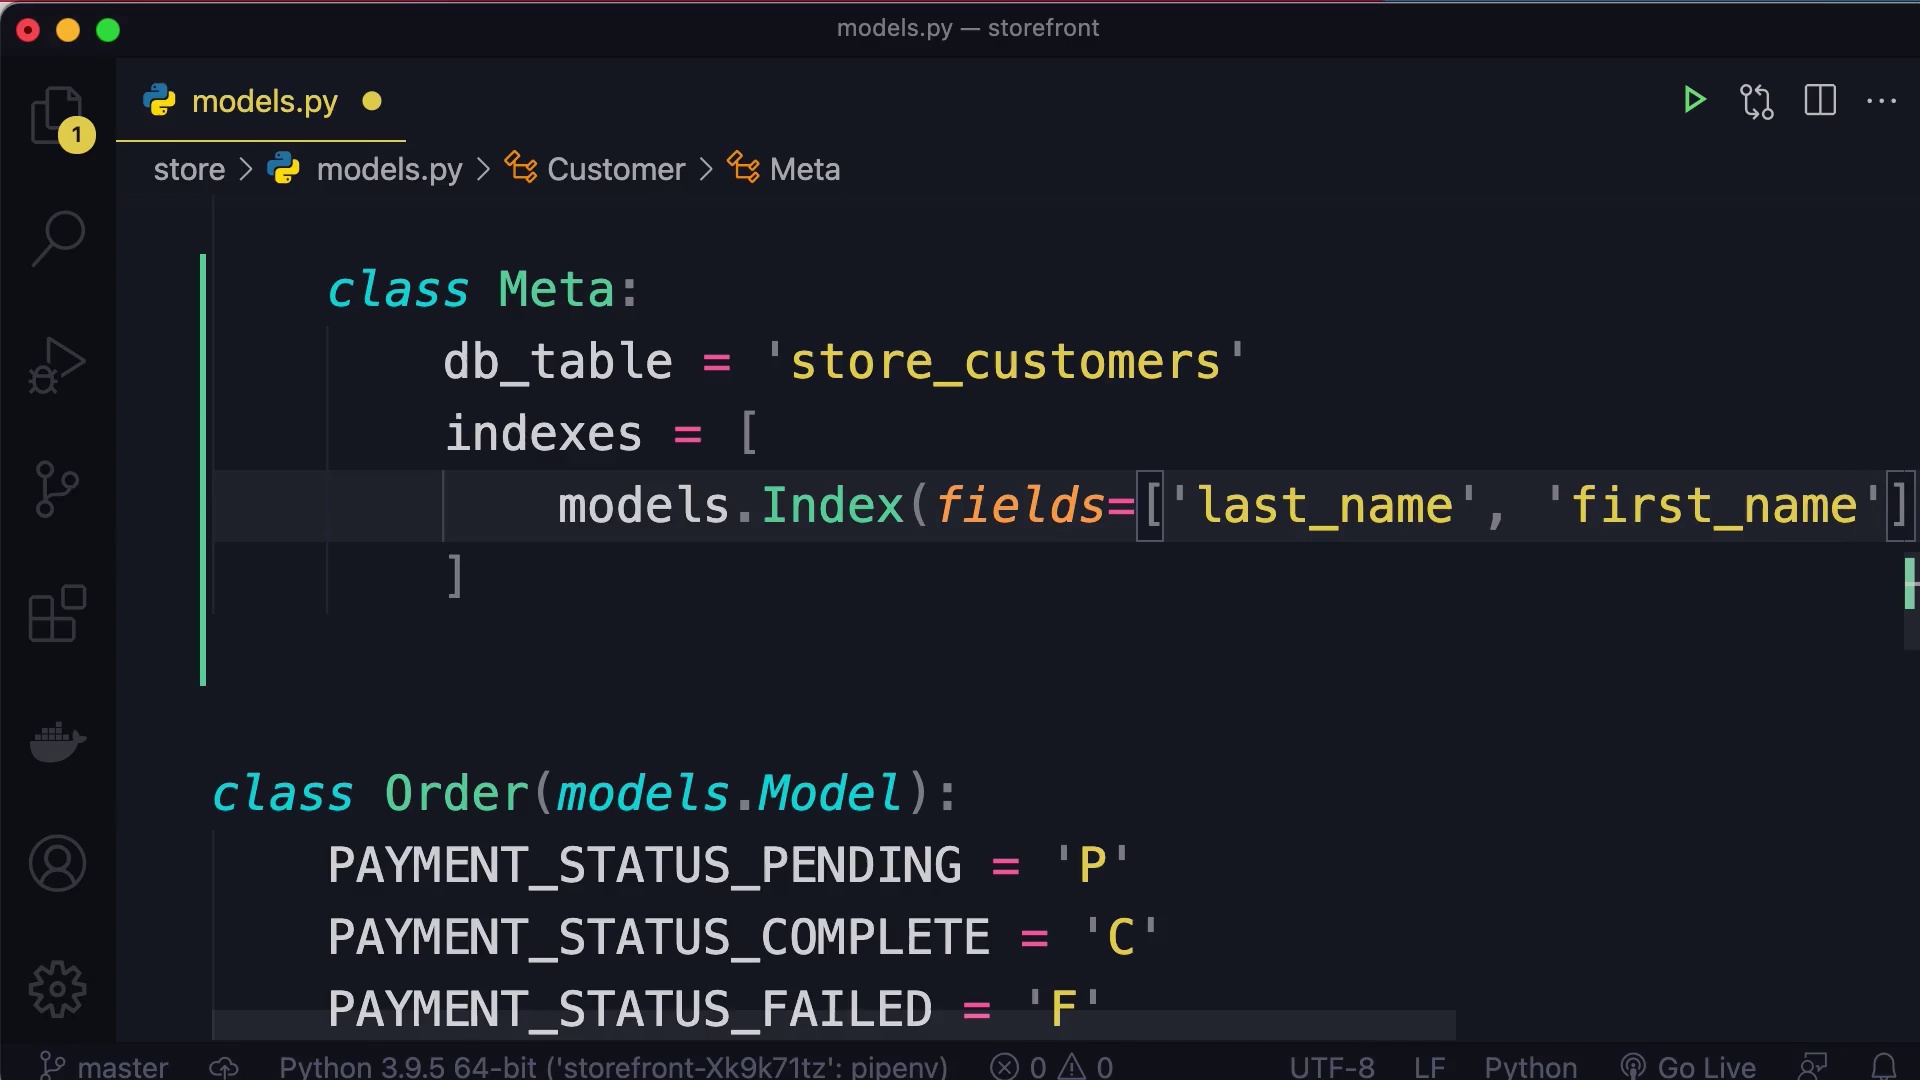 models.py — storefront
models.py
1
store > models.py > Customer > Meta
class Meta:
db_table = 'store_customers'
indexes = [
models.Index(fields=['last_name', 'first_name']
]
class Order(models.Model):
PAYMENT_STATUS_PENDING = 'P'
PAYMENT_STATUS_COMPLETE = 'C'
PAYMENT_STATUS_FAILED = 'F'
master Python 3.9.5 64-bit ('storefront-Xk9k71tz': pipenv) 0 0 UTF-8 LF Python Go Live